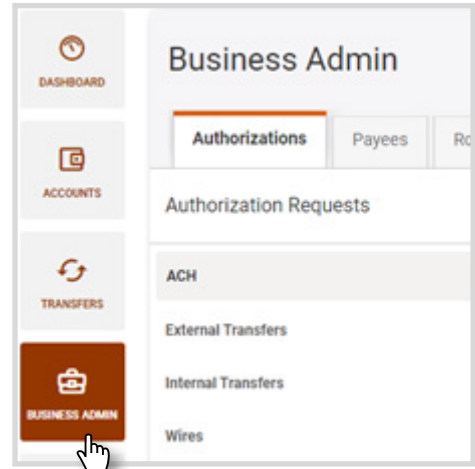 DASHBOARD
ACCOUNTS
TRANSFERS
BUSINESS ADMIN
Business Admin
Authorizations Payees
Authorization Requests
ACH
External Transfers
Internal Transfers
Wires